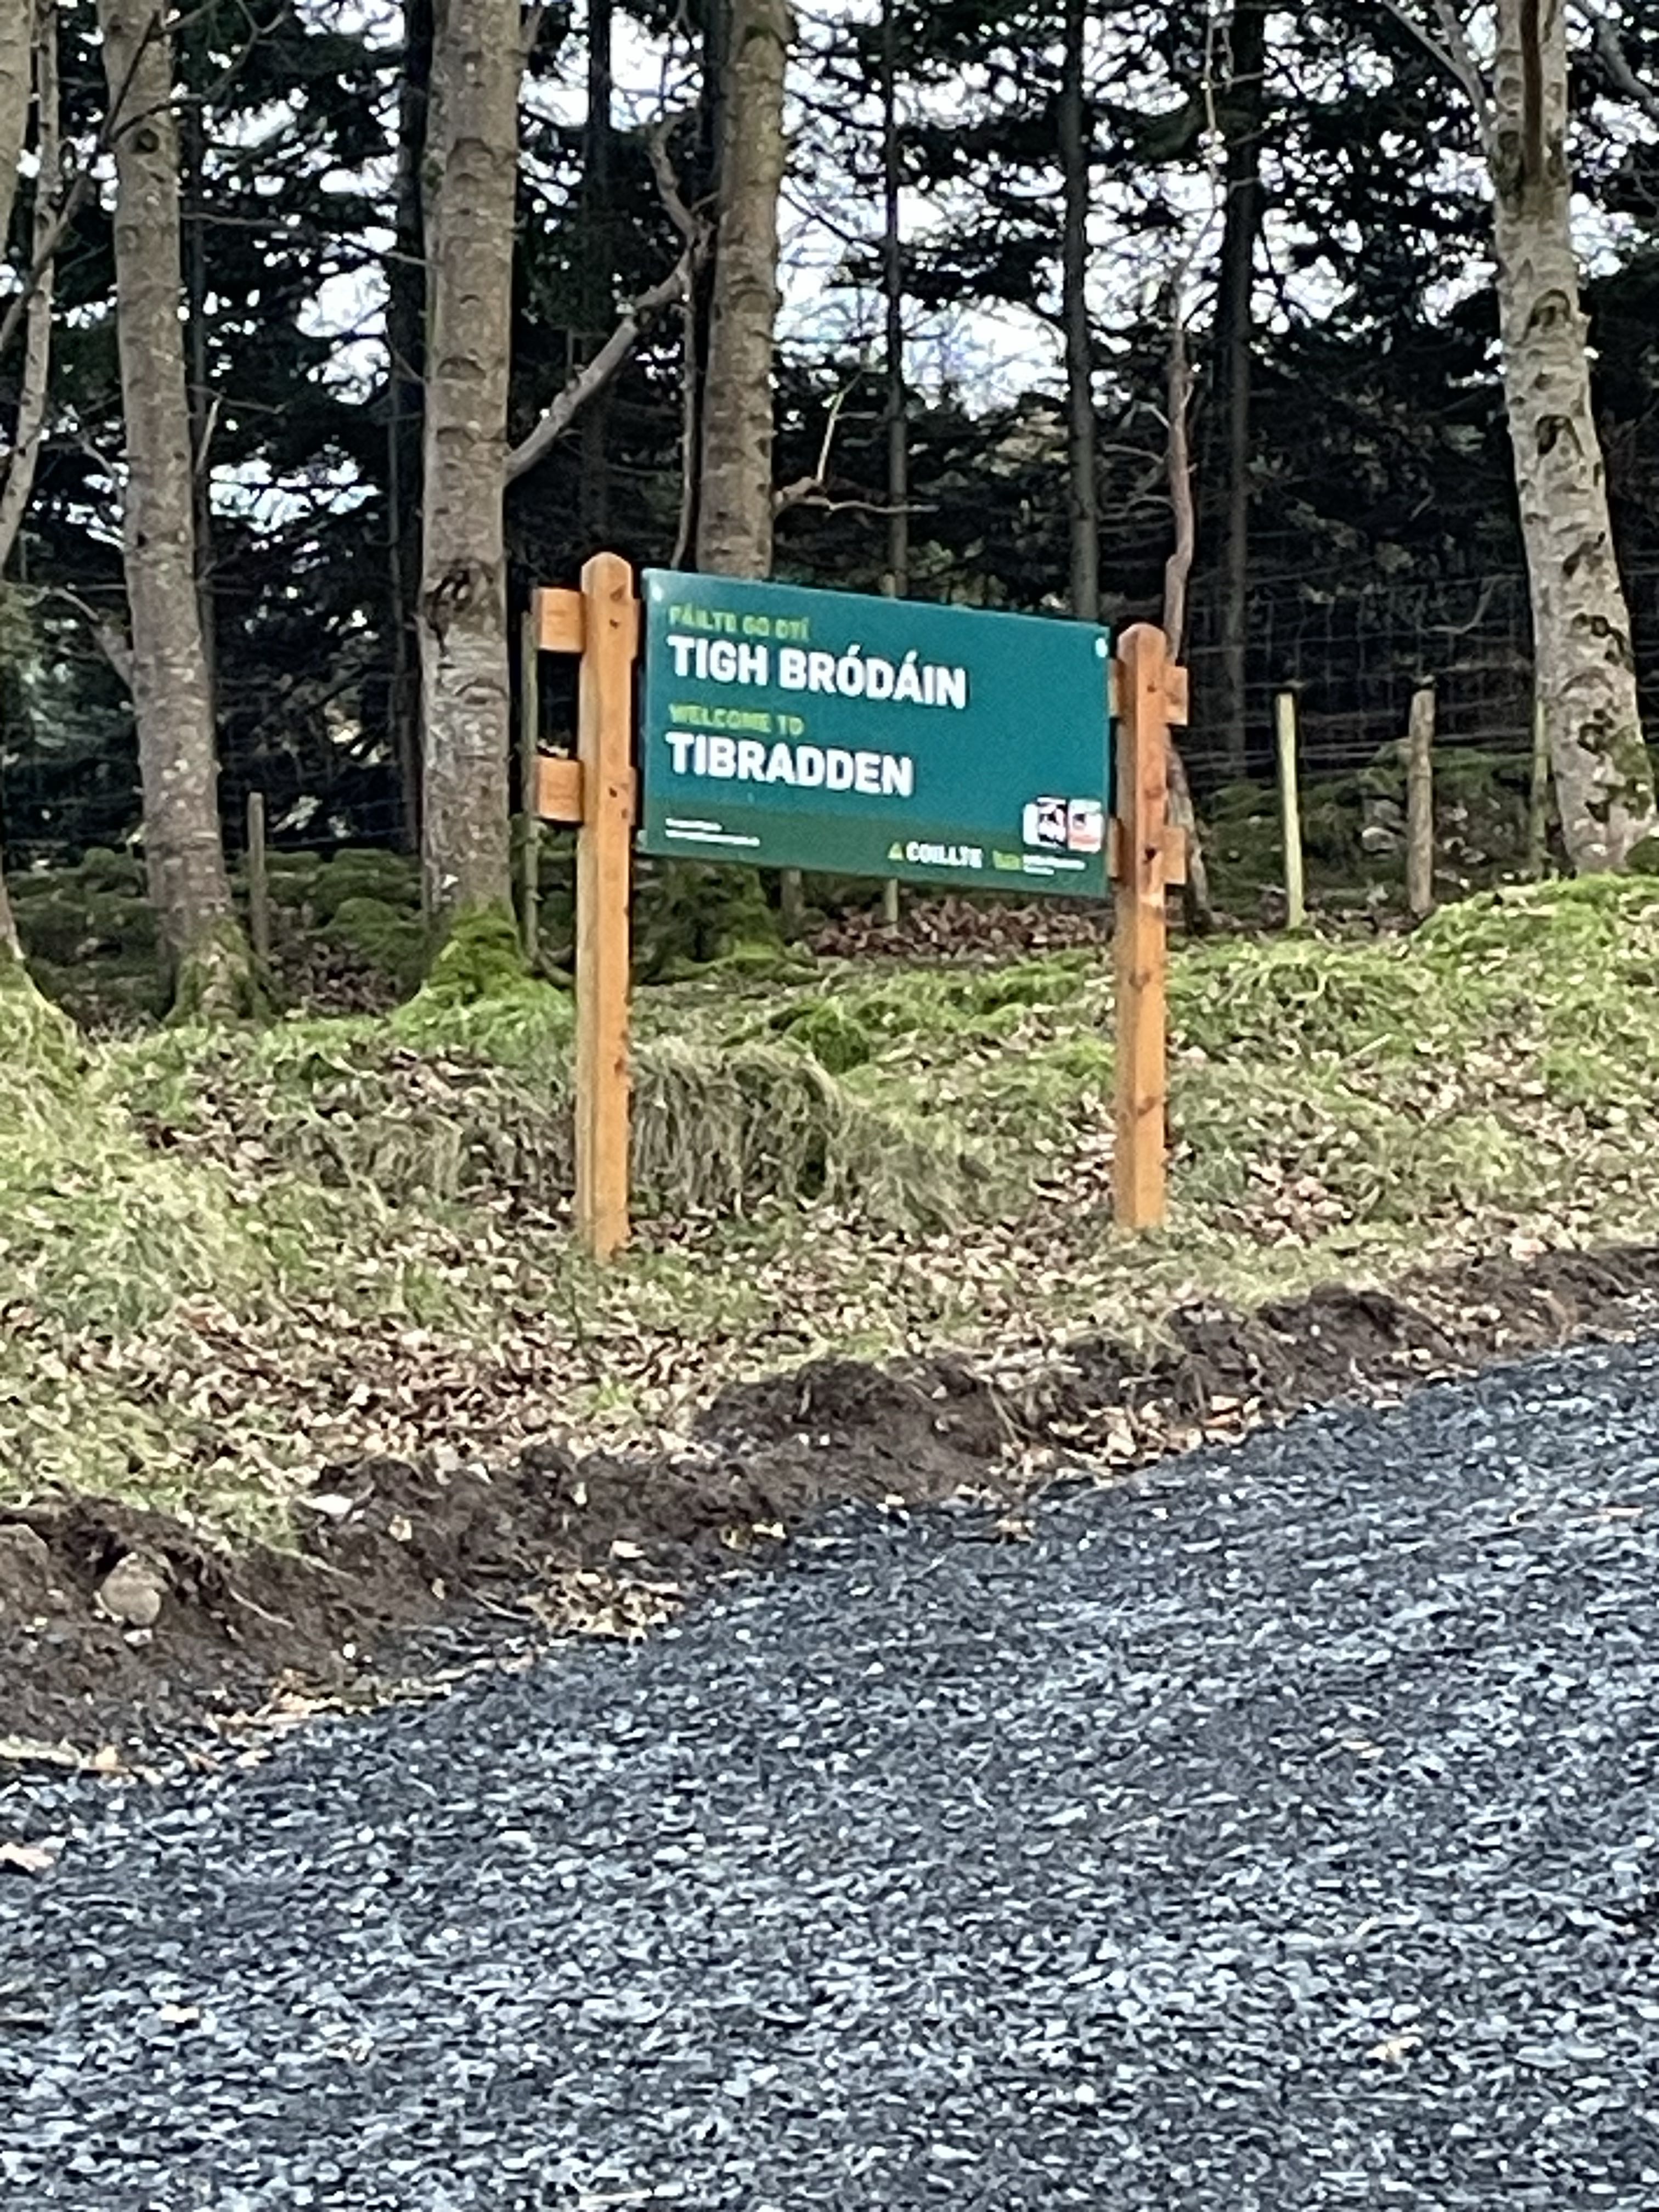 FÁILTE GO DTÍ
TIGH BRÓDÁIN
WELCOME TO
TIBRADDEN
COILLTE